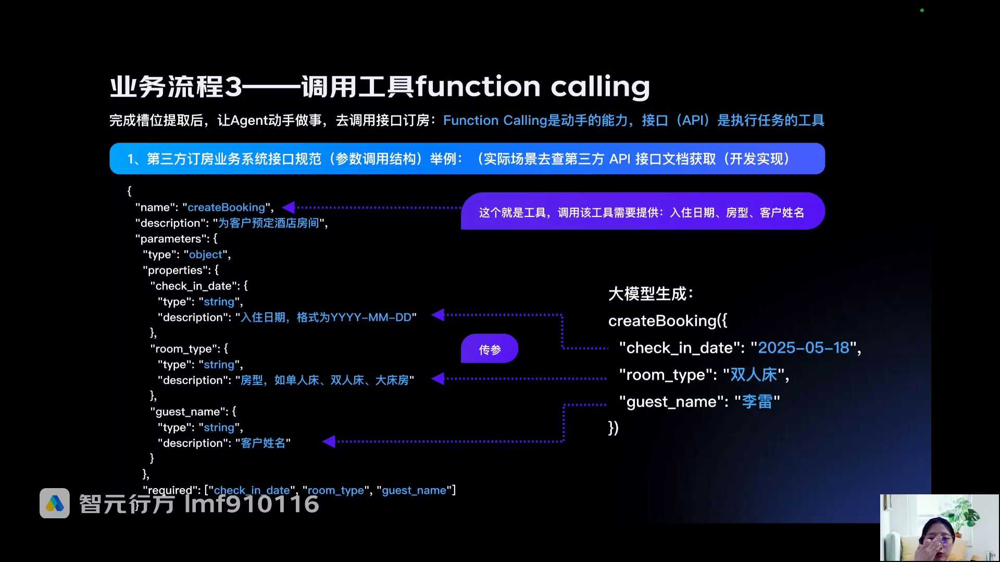 业务流程3——调用工具function calling
完成槽位提取后，让Agent动手做事，去调用接口订房：Function Calling是动手的能力，接口（API）是执行任务的工具
1、第三方订房业务系统接口规范（参数调用结构）举例：（实际场景去查第三方 API 接口文档获取（开发实现）
{
"name": "createBooking",
这个就是工具，调用该工具需要提供：入住日期、房型、客户姓名
"description": "为客户预定酒店房间",
"parameters": {
"type": "object",
"properties": {
"check_in_date": {
"type": "string",
"description": "入住日期，格式为YYYY-MM-DD"
},
"room_type": {
"type": "string",
"description": "房型，如单人床、双人床、大床房"
},
"guest_name": {
"type": "string",
"description": "客户姓名"
}
},
"required": ["check_in_date", "room_type", "guest_name"]
}
传参
大模型生成：
createBooking({
"check_in_date": "2025-05-18",
"room_type": "双人床",
"guest_name": "李雷"
})
智元行方 lmf910116